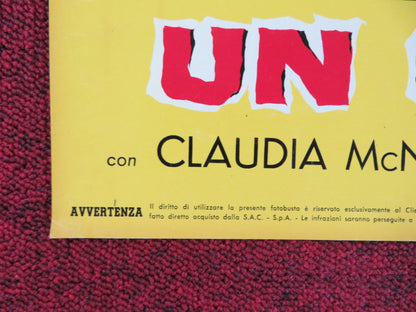 UN
con CLAUDIA McN
AVVERTENZA Il diritto di utilizzare la presente fotobusta è riservato esclusivamente al Clie
fatto diretto acquisto dalla S.A.C. - S.p.A. - Le infrazioni saranno perseguite a